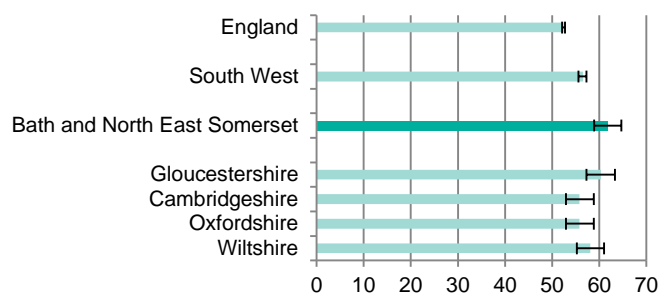 England
South West
Bath and North East Somerset
Gloucestershire
Cambridgeshire
Oxfordshire
Wiltshire
0 10 20 30 40 50 60 70